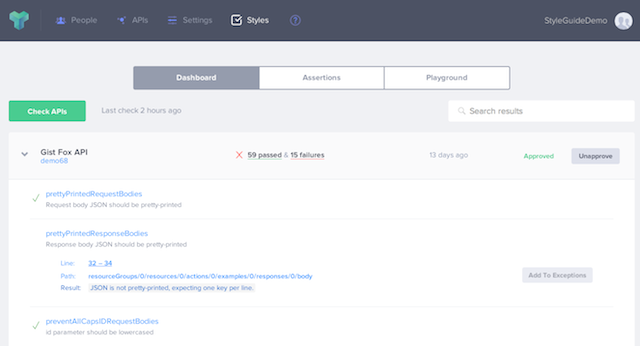 People APIs Settings Styles ? StyleGuideDemo
Dashboard Assertions Playground
Check APIs Last check 2 hours ago Search results
Gist Fox API
demo68
59 passed & 15 failures 13 days ago Approved Unapprove
prettyPrintedRequestBodies
Request body JSON should be pretty-printed
prettyPrintedResponseBodies
Response body JSON should be pretty-printed
Line: 32 – 34
Path: resourceGroups/0/resources/0/actions/0/examples/0/responses/0/body
Add To Exceptions
Result: JSON is not pretty-printed, expecting one key per line.
preventAllCapsIDRequestBodies
id parameter should be lowercased